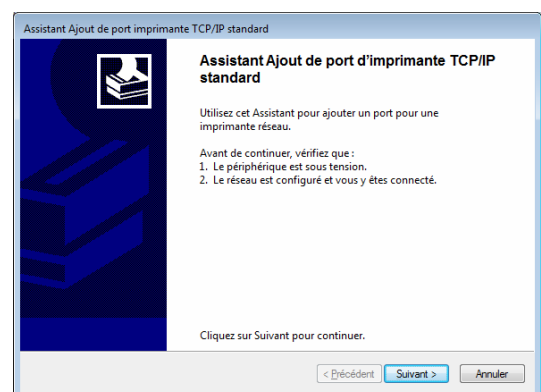 Assistant Ajout de port imprimante TCP/IP standard
Assistant Ajout de port d'imprimante TCP/IP
standard
Utilisez cet Assistant pour ajouter un port pour une
imprimante réseau.
Avant de continuer, vérifiez que :
1. Le périphérique est sous tension.
2. Le réseau est configuré et vous y êtes connecté.
Cliquez sur Suivant pour continuer.
< Précédent Suivant > Annuler